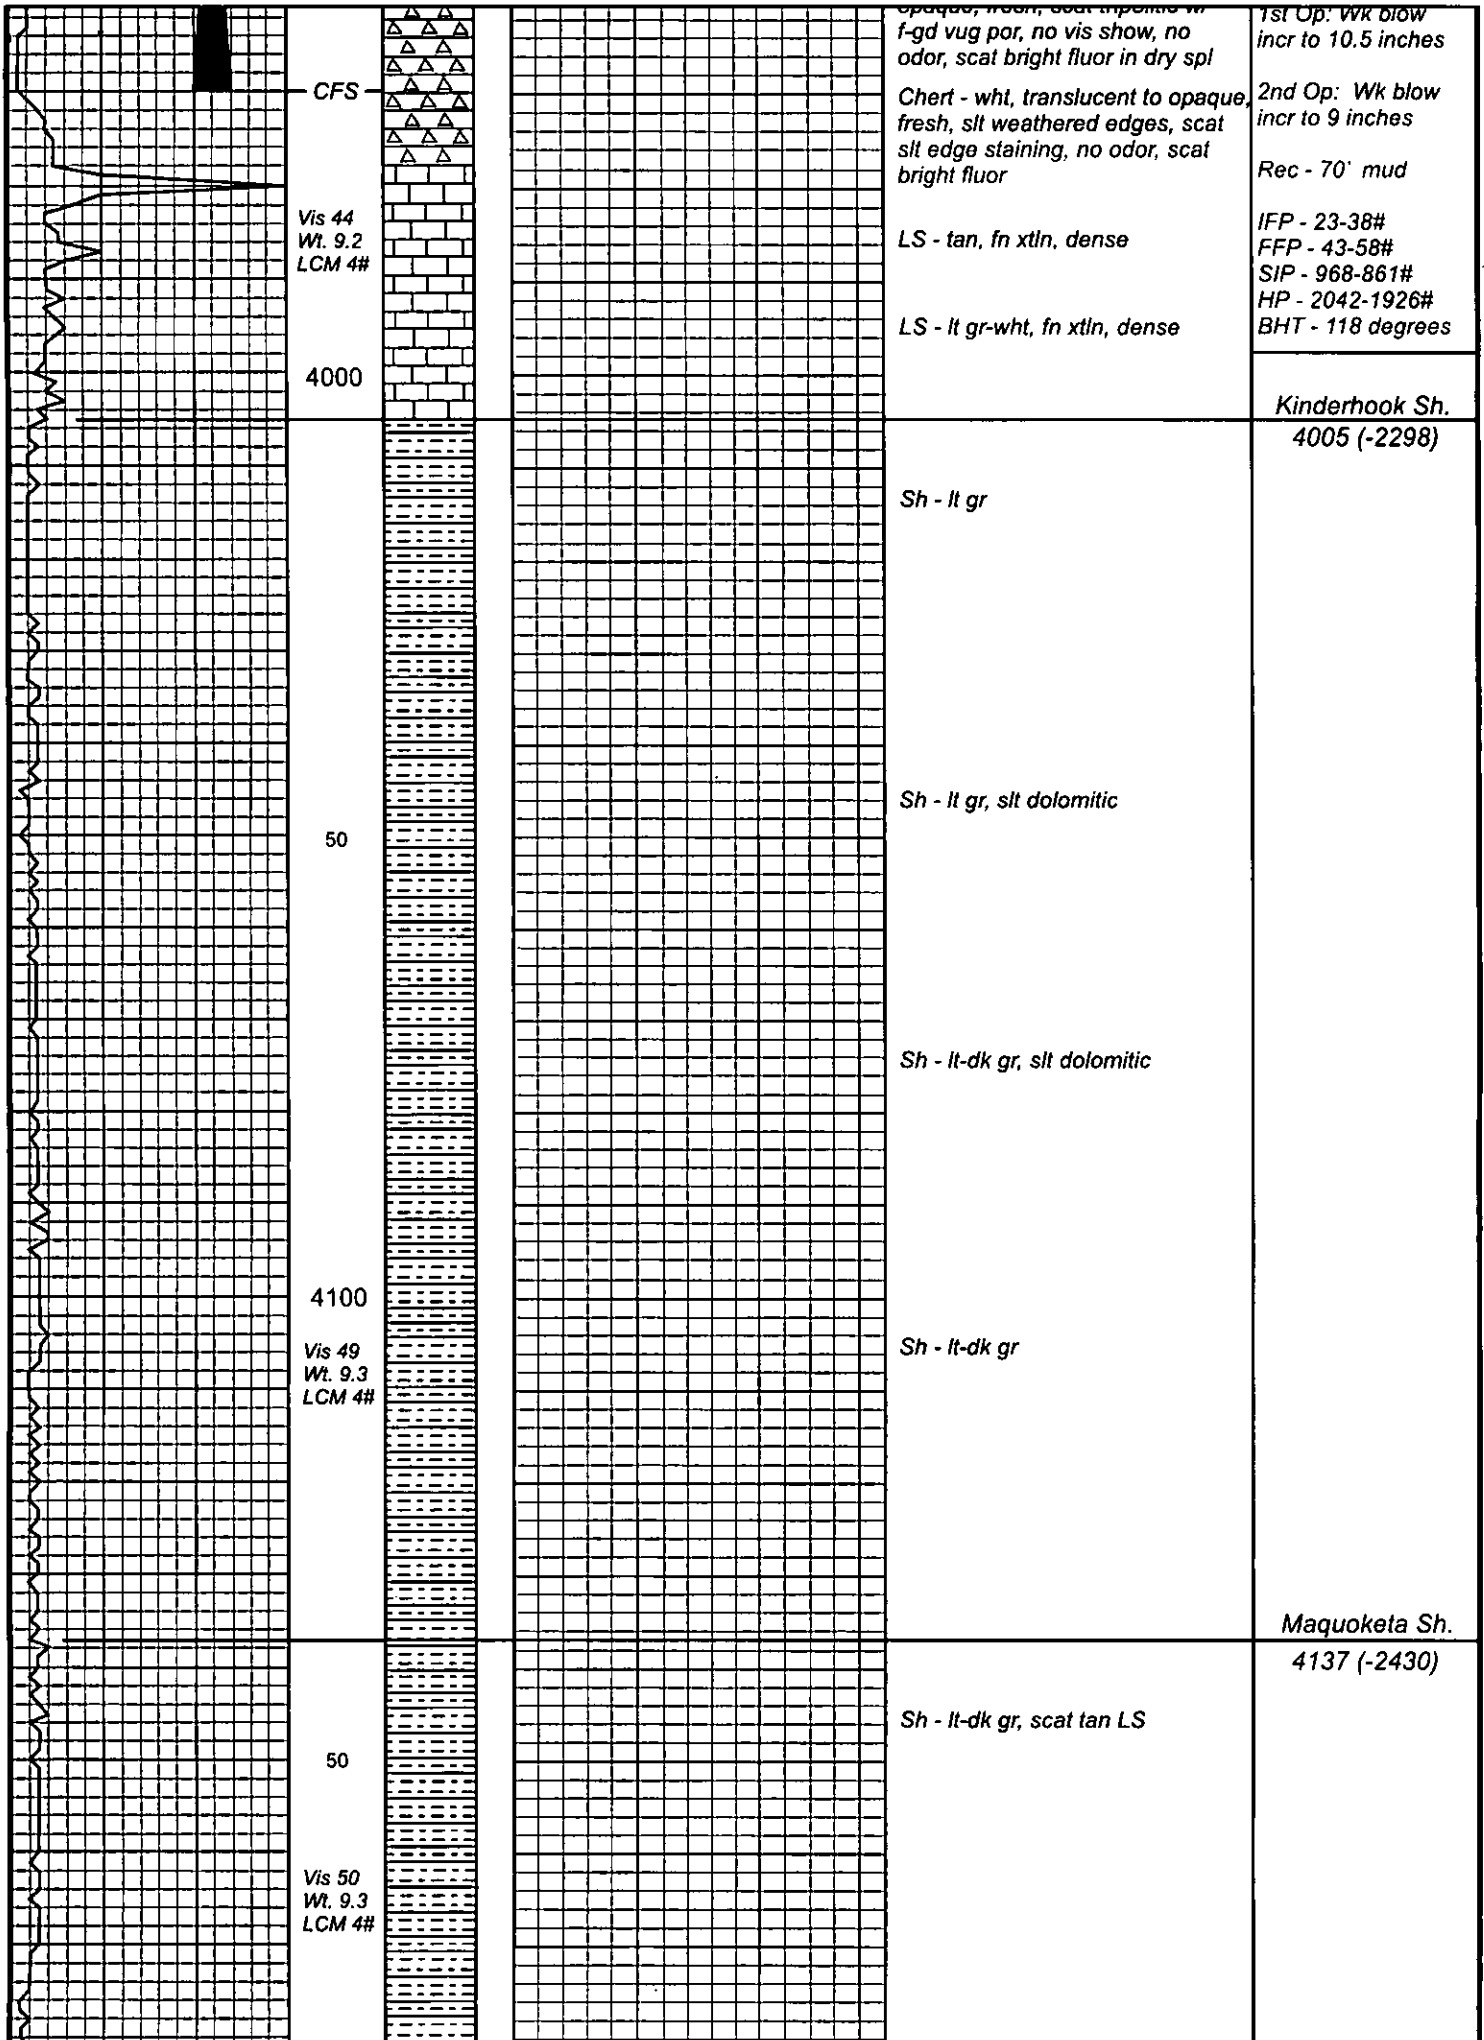 f-gd vug por, no vis show, no
odor, scat bright fluor in dry spl
1st Op: Wk blow
incr to 10.5 inches
CFS
Chert - wht, translucent to opaque,
fresh, slt weathered edges, scat
slt edge staining, no odor, scat
bright fluor
2nd Op: Wk blow
incr to 9 inches
Rec - 70' mud
Vis 44
Wt. 9.2
LCM 4#
LS - tan, fn xtln, dense
IFP - 23-38#
FFP - 43-58#
SIP - 968-861#
HP - 2042-1926#
BHT - 118 degrees
LS - lt gr-wht, fn xtln, dense
4000
Kinderhook Sh.
4005 (-2298)
Sh - lt gr
Sh - lt gr, slt dolomitic
50
Sh - lt-dk gr, slt dolomitic
4100
Vis 49
Wt. 9.3
LCM 4#
Sh - lt-dk gr
Maquoketa Sh.
4137 (-2430)
Sh - lt-dk gr, scat tan LS
50
Vis 50
Wt. 9.3
LCM 4#